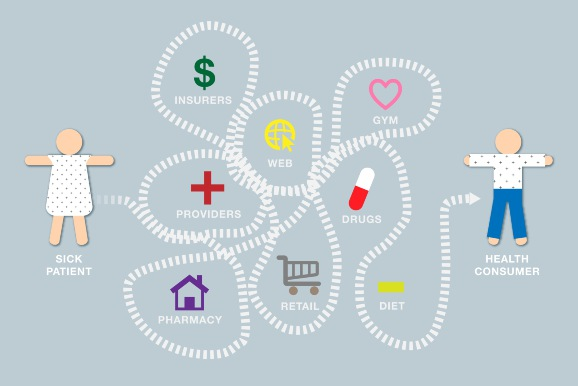 $
INSURERS
GYM
WEB
PROVIDERS
DRUGS
SICK
PATIENT
HEALTH
CONSUMER
PHARMACY
RETAIL
DIET